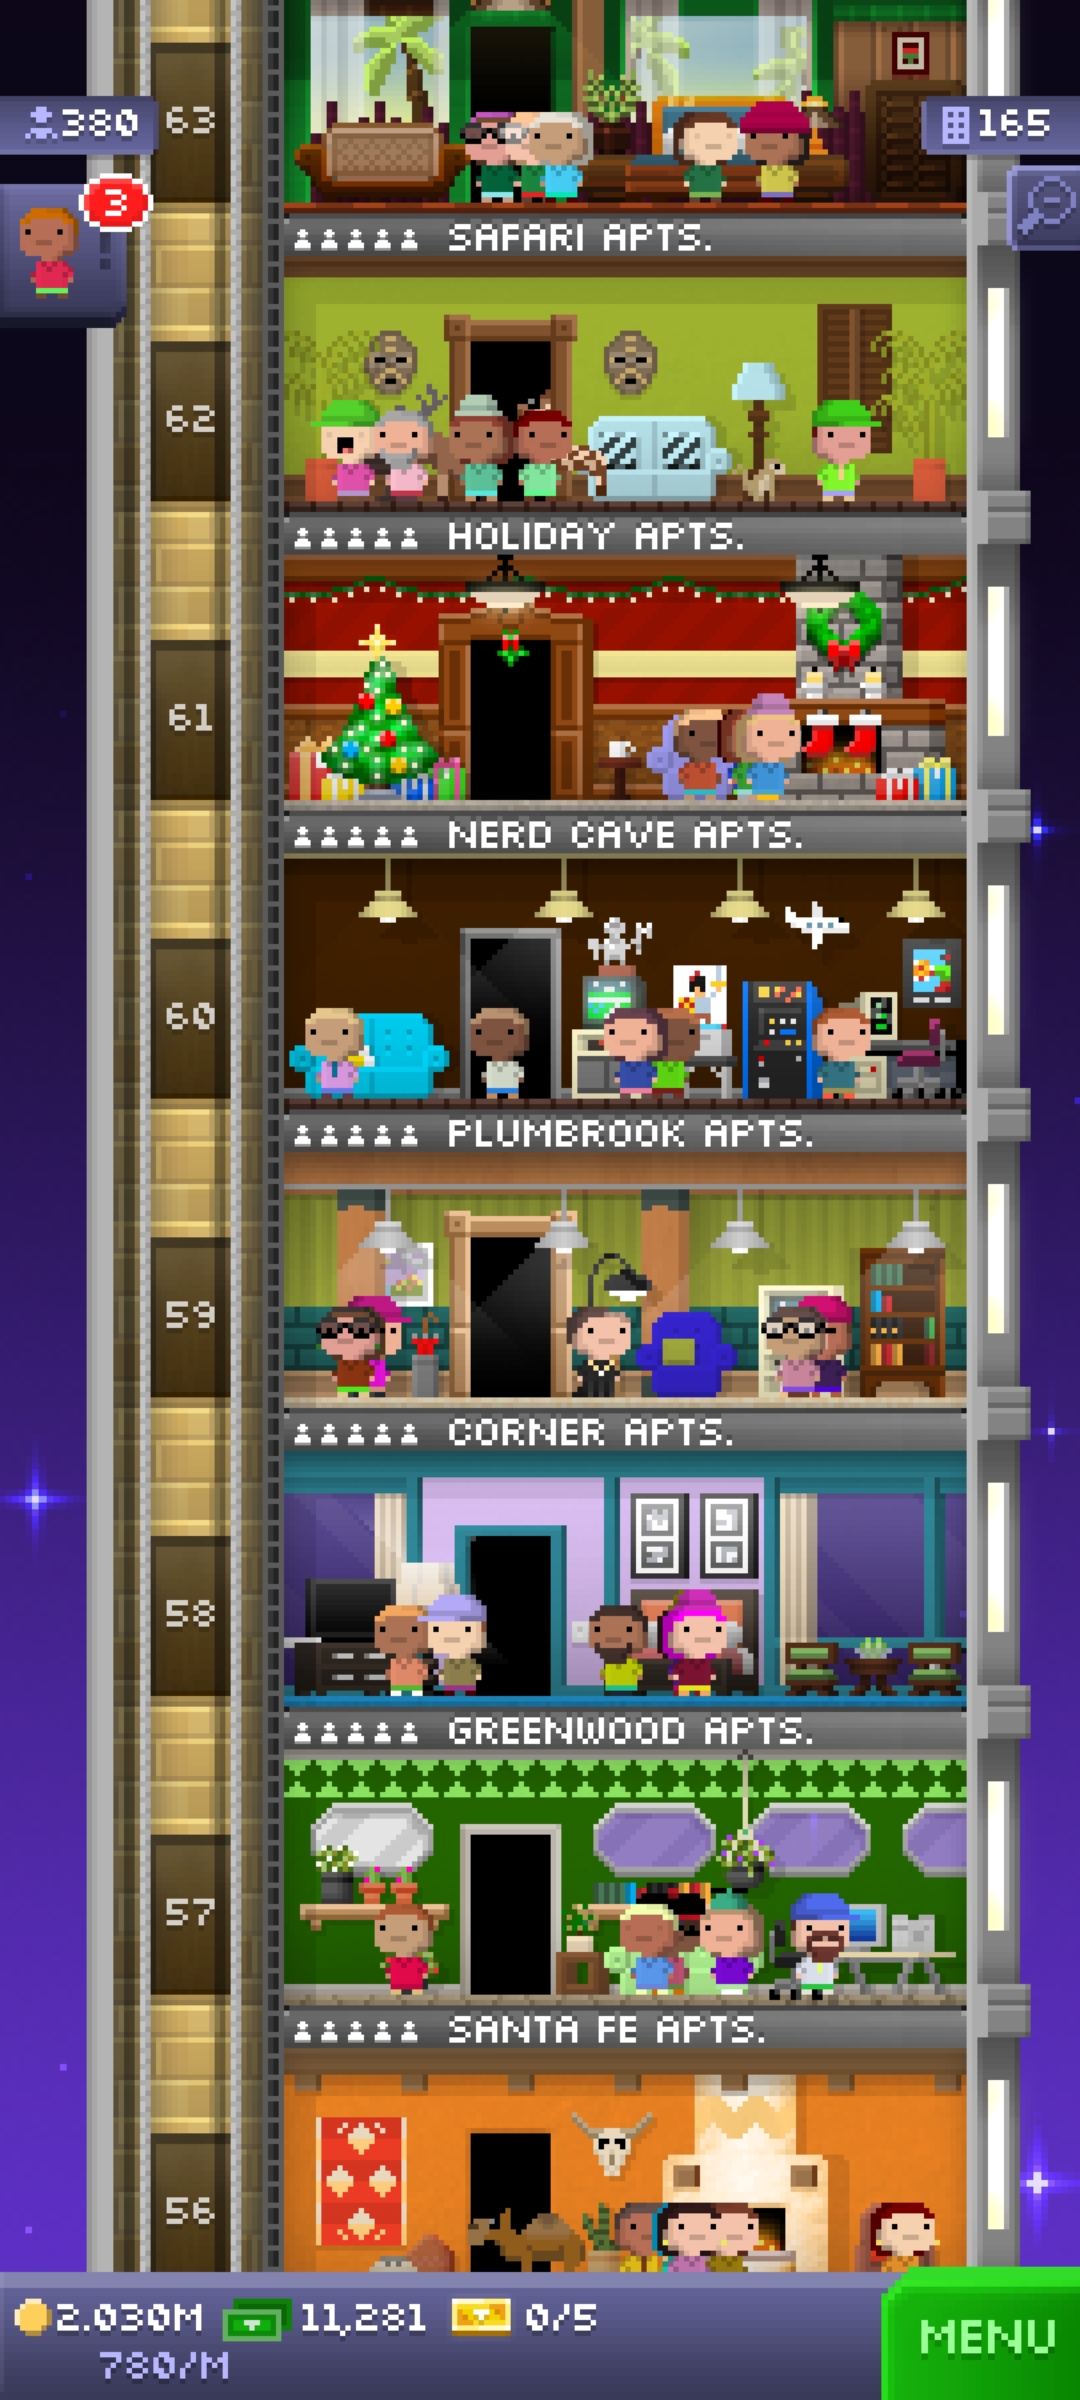 63
380
165
3
SAFARI APTS.
62
HOLIDAY APTS.
61
NERD CAVE APTS.
60
PLUMBROOK APTS.
59
CORNER APTS.
58
GREENWOOD APTS.
57
SANTA FE APTS.
56
2.030M 11,281 0/5
780/M
MENU